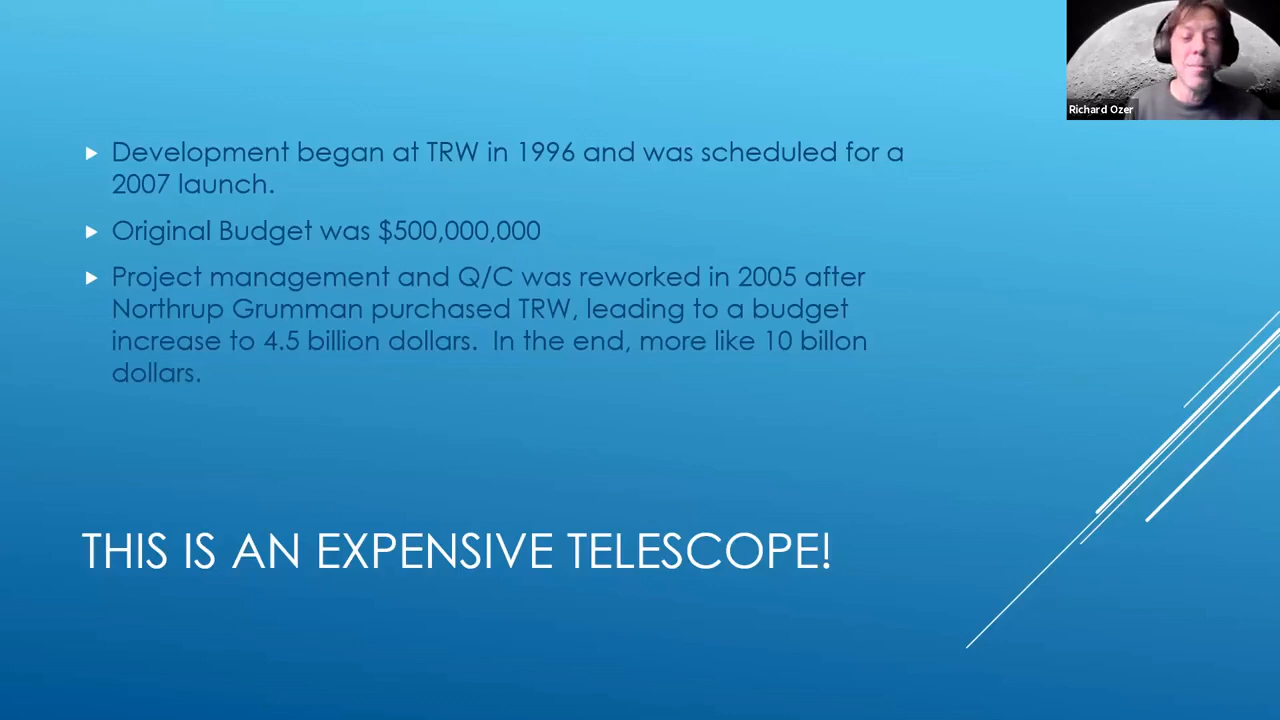 Richard Ozer
Development began at TRW in 1996 and was scheduled for a
2007 launch.
Original Budget was $500,000,000
Project management and Q/C was reworked in 2005 after
Northrup Grumman purchased TRW, leading to a budget
increase to 4.5 billion dollars.  In the end, more like 10 billon
dollars.
THIS IS AN EXPENSIVE TELESCOPE!